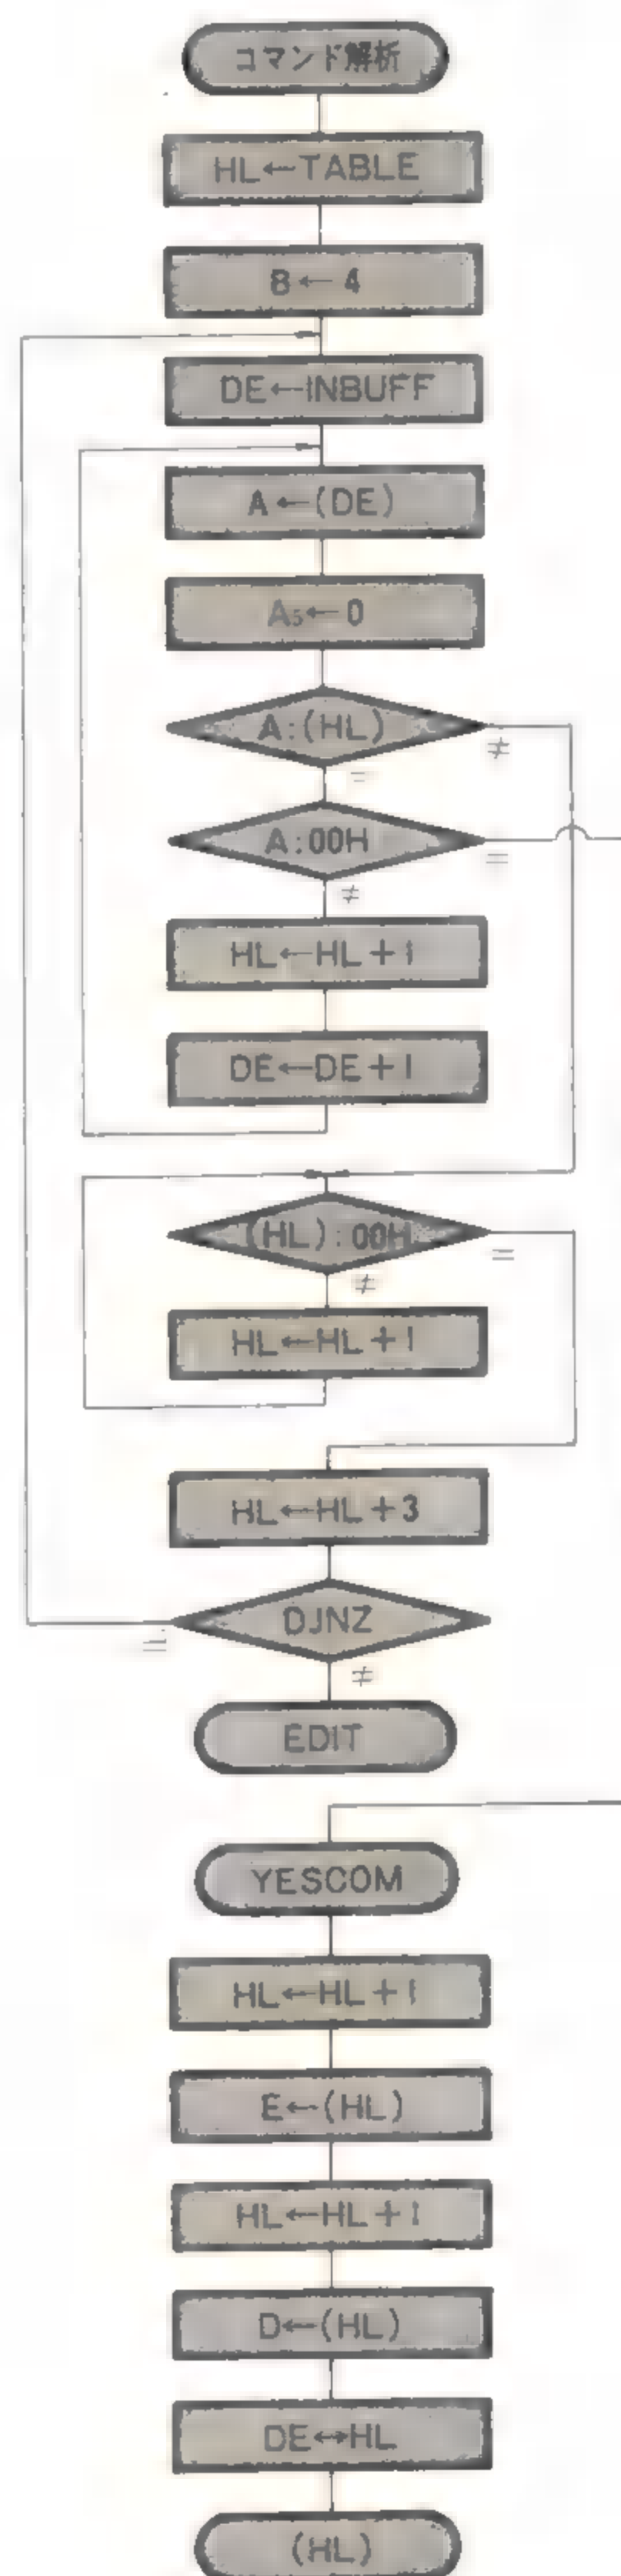 コマンド解析
HL←TABLE
B←4
DE←INBUFF
A←(DE)
A₅←0
A:(HL)
≠
=
A:00H
=
≠
HL←HL+1
DE←DE+1
(HL):00H
=
≠
HL←HL+1
HL←HL+3
DJNZ
=
≠
EDIT
YESCOM
HL←HL+1
E←(HL)
HL←HL+1
D←(HL)
DE↔HL
(HL)